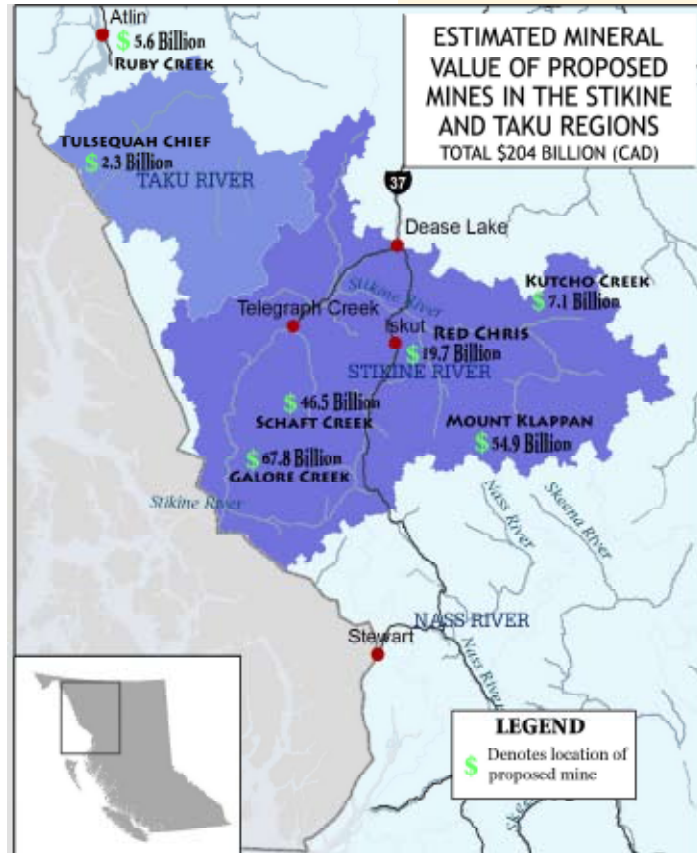 Atlin
$ 5.6 Billion
RUBY CREEK
ESTIMATED MINERAL
VALUE OF PROPOSED
MINES IN THE STIKINE
AND TAKU REGIONS
TOTAL $204 BILLION (CAD)
TULSEQUAH CHIEF
$ 2.3 Billion
TAKU RIVER
37
Dease Lake
Stikine River
KUTCHO CREEK
$ 7.1 Billion
Telegraph Creek
Iskut
RED CHRIS
$ 19.7 Billion
STIKINE RIVER
$ 46.5 Billion
SCHAFT CREEK
MOUNT KLAPPAN
$ 54.9 Billion
$ 67.8 Billion
GALORE CREEK
Stikine River
Nass River
Skeena River
NASS RIVER
Stewart
Nass River
LEGEND
$ Denotes location of
proposed mine